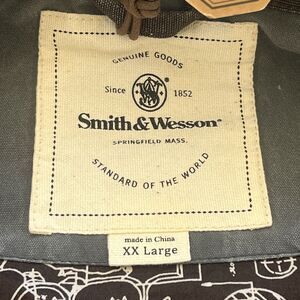 GENUINE GOODS
Since 1852
Smith & Wesson
SPRINGFIELD MASS.
STANDARD OF THE WORLD
made in China
XX Large